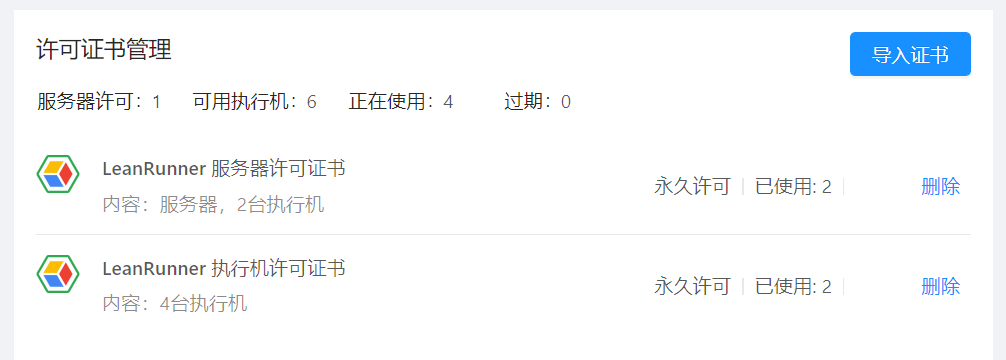 许可证书管理
导入证书
服务器许可：1 可用执行机：6 正在使用：4 过期：0
LeanRunner 服务器许可证书
内容：服务器，2台执行机
永久许可 已使用: 2 删除
LeanRunner 执行机许可证书
内容：4台执行机
永久许可 已使用: 2 删除